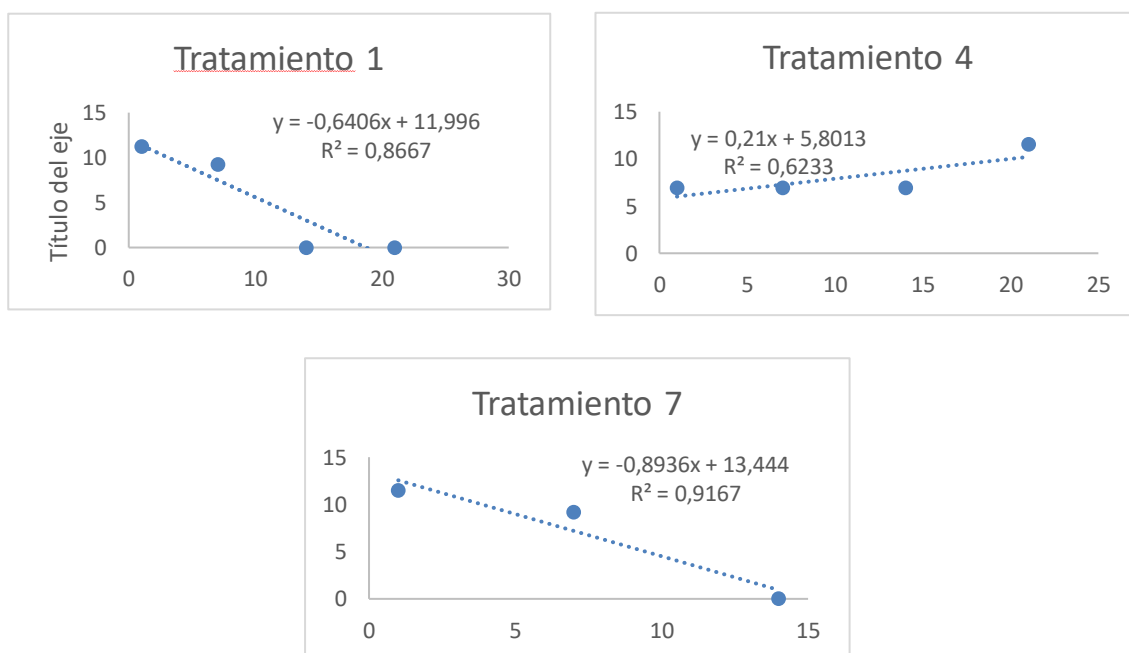 Tratamiento 1
y = -0,6406x + 11,996
R² = 0,8667
Título del eje
15
10
5
0
0 10 20 30
Tratamiento 4
y = 0,21x + 5,8013
R² = 0,6233
15
10
5
0
0 5 10 15 20 25
Tratamiento 7
y = -0,8936x + 13,444
R² = 0,9167
15
10
5
0
0 5 10 15